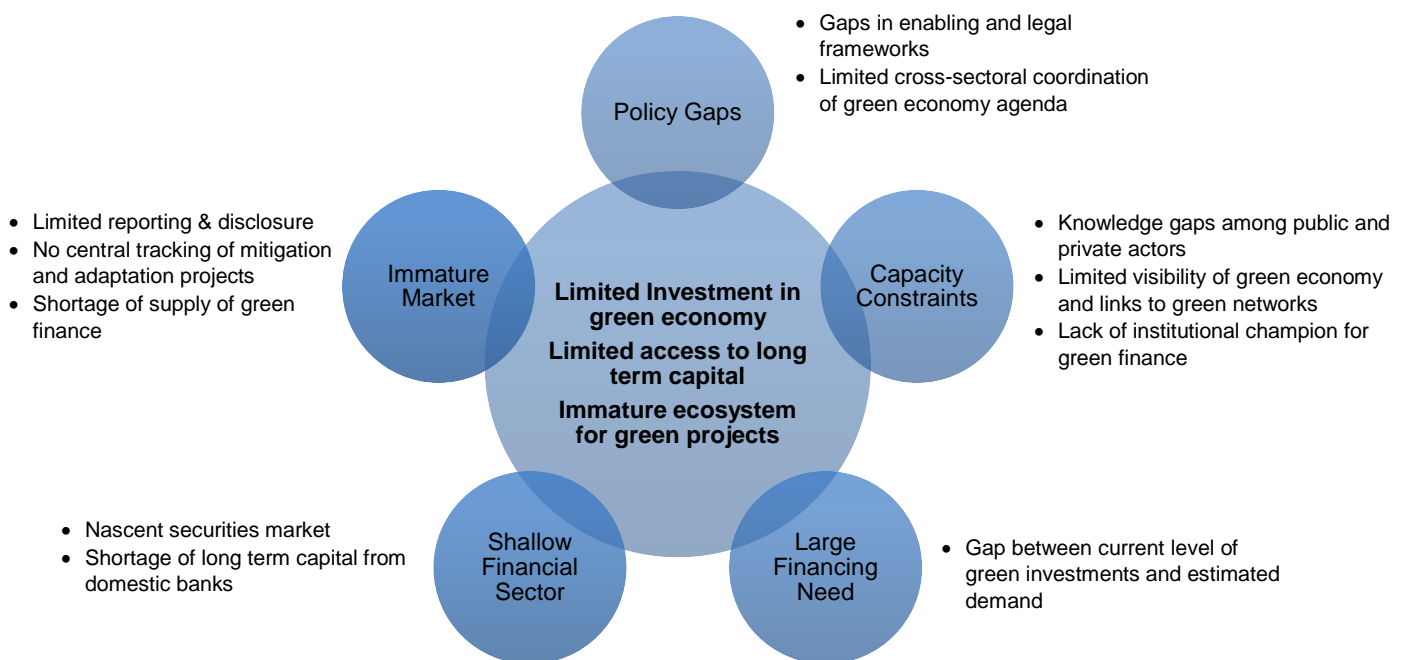 • Gaps in enabling and legal
frameworks
• Limited cross-sectoral coordination
of green economy agenda
Policy Gaps
• Limited reporting & disclosure
• No central tracking of mitigation
and adaptation projects
• Shortage of supply of green
finance
Immature
Market
Limited Investment in
green economy
Limited access to long
term capital
Immature ecosystem
for green projects
Capacity
Constraints
• Knowledge gaps among public and
private actors
• Limited visibility of green economy
and links to green networks
• Lack of institutional champion for
green finance
• Nascent securities market
• Shortage of long term capital from
domestic banks
Shallow
Financial
Sector
Large
Financing
Need
• Gap between current level of
green investments and estimated
demand